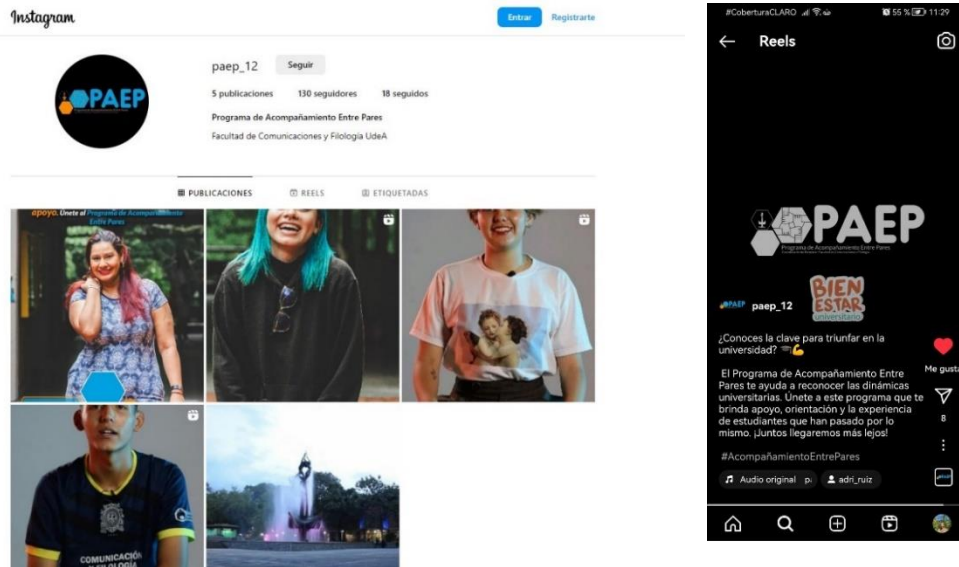 Instagram
Entrar
Registrarte
paep_12
Seguir
5 publicaciones 130 seguidores 18 seguidos
Programa de Acompañamiento Entre Pares
Facultad de Comunicaciones y Filología UdeA
PAEP
PUBLICACIONES
REELS
ETIQUETADAS
apoyo. Únete al Programa de Acompañamiento
Entre Pares
COMUNICACIÓN
Y FILOLOGÍA
#CoberturaCLARO
55 % 11:29
Reels
PAEP
Programa de Acompañamiento Entre Pares
BIEN
ESTAR
universitario
PAEP
paep_12
¿Conoces la clave para triunfar en la
universidad?
El Programa de Acompañamiento Entre
Pares te ayuda a reconocer las dinámicas
universitarias. Únete a este programa que te
brinda apoyo, orientación y la experiencia
de estudiantes que han pasado por lo
mismo. ¡Juntos llegaremos más lejos!
#AcompañamientoEntrePares
Me gusta
8
Audio original
adri_ruiz